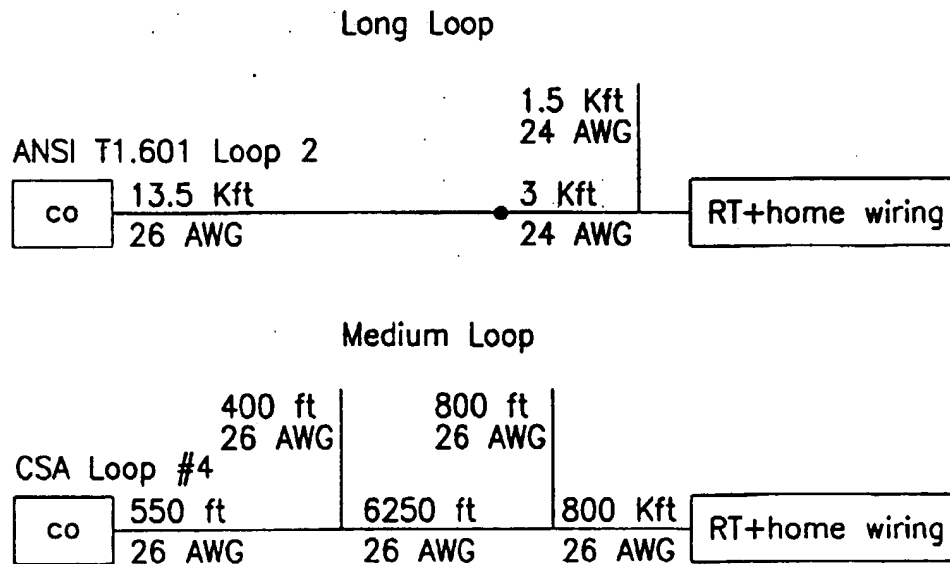 Long Loop
1.5 Kft
24 AWG
ANSI T1.601 Loop 2
co
13.5 Kft
26 AWG
3 Kft
24 AWG
RT+home wiring
Medium Loop
400 ft
26 AWG
800 ft
26 AWG
CSA Loop #4
co
550 ft
26 AWG
6250 ft
26 AWG
800 Kft
26 AWG
RT+home wiring